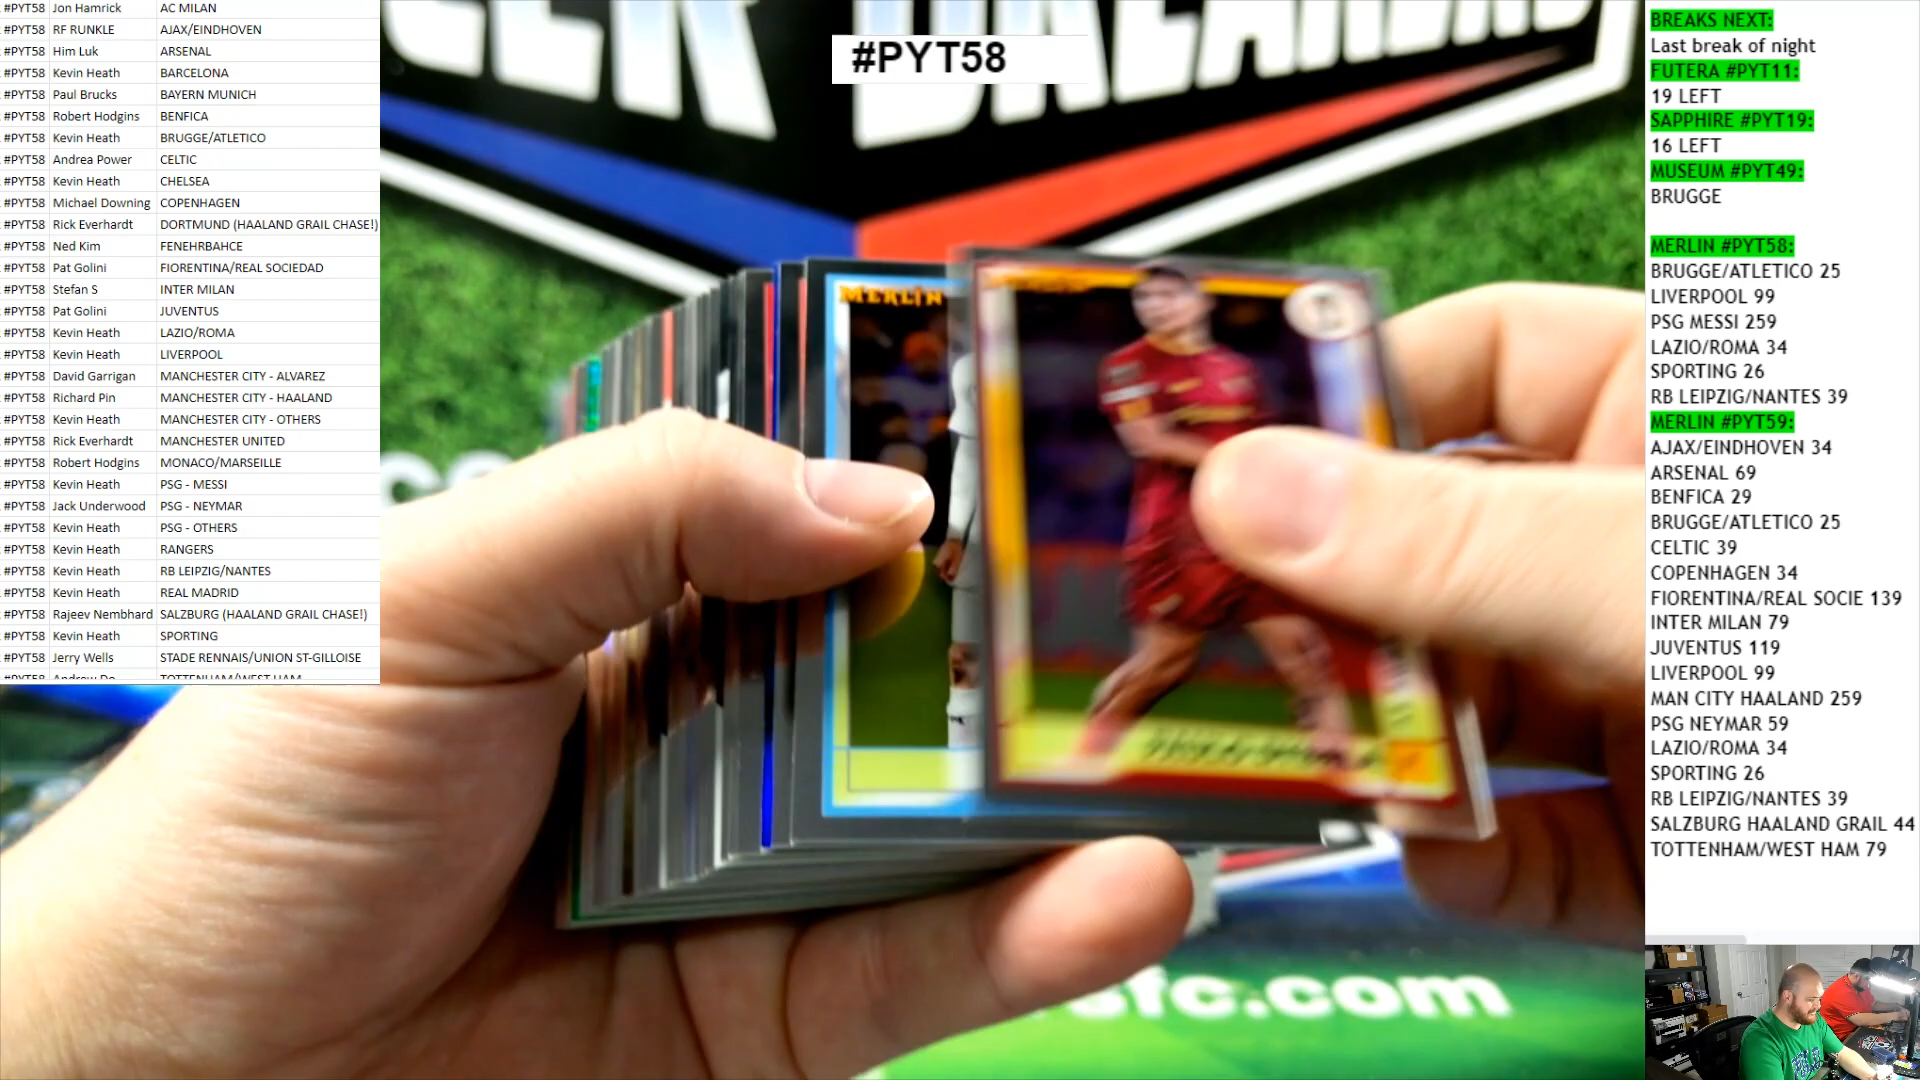 #PYT58 Jon Hamrick AC MILAN
#PYT58 RF RUNKLE AJAX/EINDHOVEN
#PYT58 Him Luk ARSENAL
#PYT58 Kevin Heath BARCELONA
#PYT58 Paul Brucks BAYERN MUNICH
#PYT58 Robert Hodgins BENFICA
#PYT58 Kevin Heath BRUGGE/ATLETICO
#PYT58 Andrea Power CELTIC
#PYT58 Kevin Heath CHELSEA
#PYT58 Michael Downing COPENHAGEN
#PYT58 Rick Everhardt DORTMUND (HAALAND GRAIL CHASE!)
#PYT58 Ned Kim FENEHRBAHCE
#PYT58 Pat Golini FIORENTINA/REAL SOCIEDAD
#PYT58 Stefan S INTER MILAN
#PYT58 Pat Golini JUVENTUS
#PYT58 Kevin Heath LAZIO/ROMA
#PYT58 Kevin Heath LIVERPOOL
#PYT58 David Garrigan MANCHESTER CITY - ALVAREZ
#PYT58 Richard Pin MANCHESTER CITY - HAALAND
#PYT58 Kevin Heath MANCHESTER CITY - OTHERS
#PYT58 Rick Everhardt MANCHESTER UNITED
#PYT58 Robert Hodgins MONACO/MARSEILLE
#PYT58 Kevin Heath PSG - MESSI
#PYT58 Jack Underwood PSG - NEYMAR
#PYT58 Kevin Heath PSG - OTHERS
#PYT58 Kevin Heath RANGERS
#PYT58 Kevin Heath RB LEIPZIG/NANTES
#PYT58 Kevin Heath REAL MADRID
#PYT58 Rajeev Nembhard SALZBURG (HAALAND GRAIL CHASE!)
#PYT58 Kevin Heath SPORTING
#PYT58 Jerry Wells STADE RENNAIS/UNION ST-GILLOISE
#PYT58 Andrew Do TOTTENHAM/WEST HAM
#PYT58
MERLIN
sfc.com
BREAKS NEXT:
Last break of night
FUTERA #PYT11:
19 LEFT
SAPPHIRE #PYT19:
16 LEFT
MUSEUM #PYT49:
BRUGGE
MERLIN #PYT58:
BRUGGE/ATLETICO 25
LIVERPOOL 99
PSG MESSI 259
LAZIO/ROMA 34
SPORTING 26
RB LEIPZIG/NANTES 39
MERLIN #PYT59:
AJAX/EINDHOVEN 34
ARSENAL 69
BENFICA 29
BRUGGE/ATLETICO 25
CELTIC 39
COPENHAGEN 34
FIORENTINA/REAL SOCIE 139
INTER MILAN 79
JUVENTUS 119
LIVERPOOL 99
MAN CITY HAALAND 259
PSG NEYMAR 59
LAZIO/ROMA 34
SPORTING 26
RB LEIPZIG/NANTES 39
SALZBURG HAALAND GRAIL 44
TOTTENHAM/WEST HAM 79